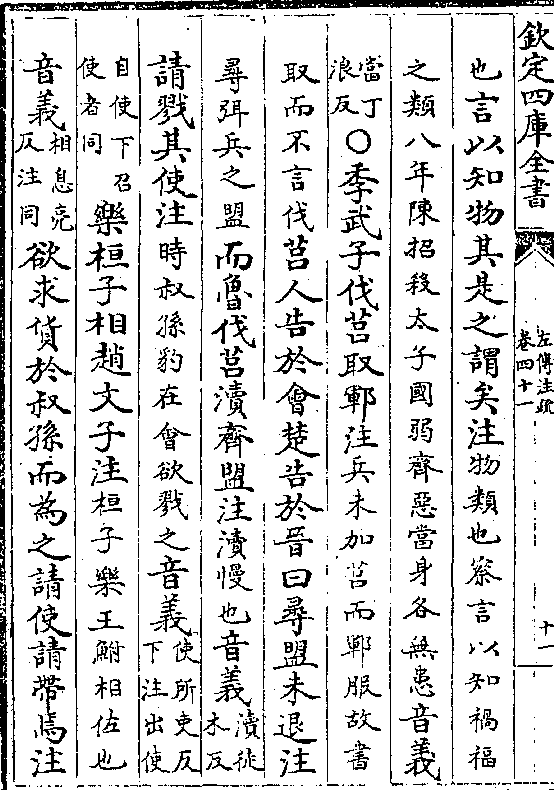 欽定四庫全書
左傳注疏
卷四十一
十一
也言以知物其是之謂矣注物類也察言以知禍福
之類八年陳招殺太子國弱齊惡當身各無患音義
當丁
浪反
○季武子伐莒取鄆注兵未加莒而鄆服故書
取而不言伐莒人告於會楚告於晉曰尋盟未退注
尋弭兵之盟而魯伐莒瀆齊盟注瀆慢也音義
瀆徒
木反
請戮其使注時叔孫豹在會欲戮之音義
使所吏反
下注出使
自使下召
使者同
樂桓子相趙文子注桓子樂王鮒相佐也
音義
相息亮
反注同
欲求貨於叔孫而為之請使請帶焉注